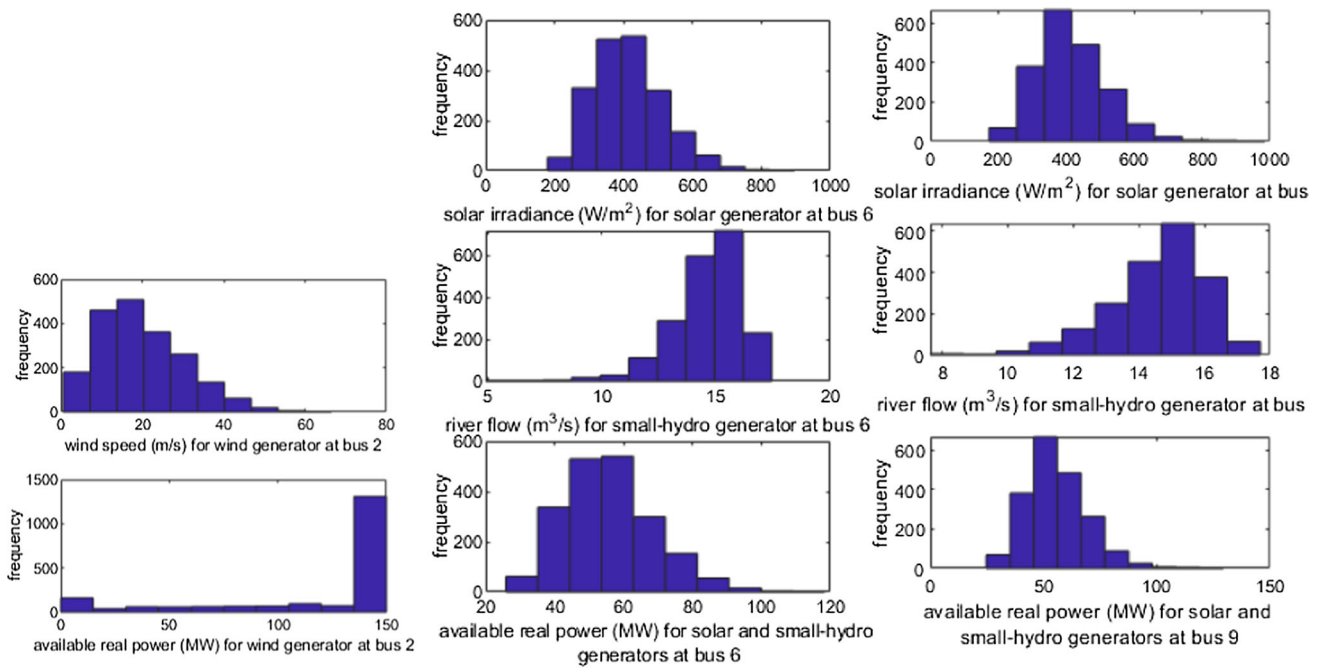 600
400
200
0
frequency
0 20 40 60 80
wind speed (m/s) for wind generator at bus 2
1500
1000
500
0
frequency
0 50 100 150
available real power (MW) for wind generator at bus 2
600
400
200
0
frequency
0 200 400 600 800 1000
solar irradiance (W/m²) for solar generator at bus 6
600
400
200
0
frequency
5 10 15 20
river flow (m³/s) for small-hydro generator at bus 6
600
400
200
0
frequency
20 40 60 80 100 120
available real power (MW) for solar and small-hydro
generators at bus 6
600
400
200
0
frequency
0 200 400 600 800 1000
solar irradiance (W/m²) for solar generator at bus
600
400
200
0
frequency
8 10 12 14 16 18
river flow (m³/s) for small-hydro generator at bus
600
400
200
0
frequency
0 50 100 150
available real power (MW) for solar and
small-hydro generators at bus 9